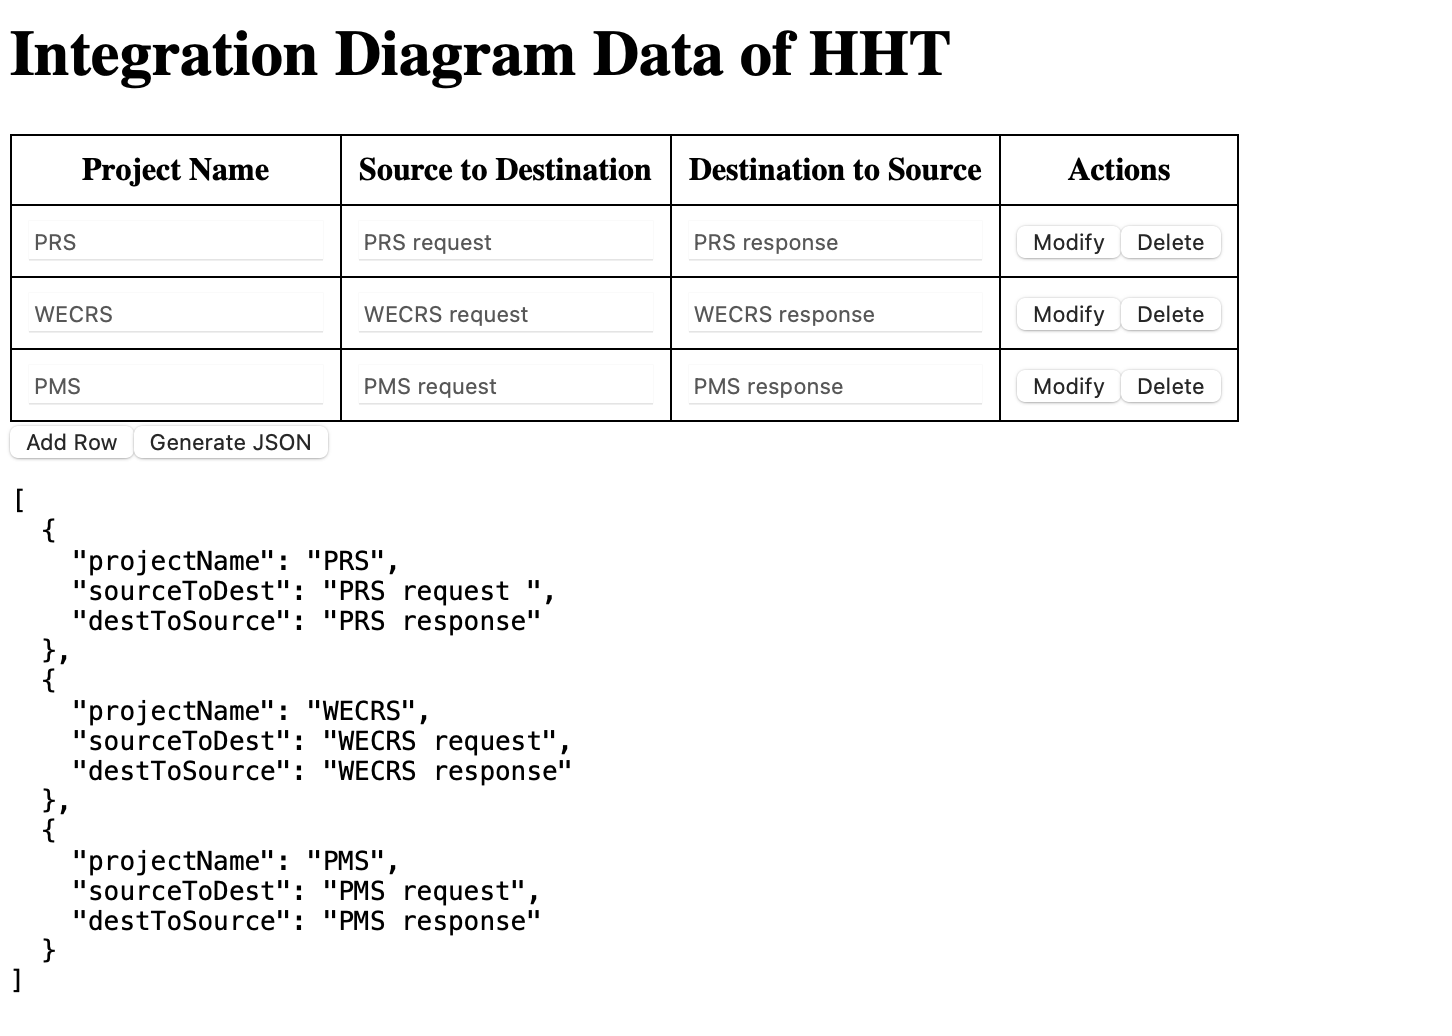 Integration Diagram Data of HHT
Project Name Source to Destination Destination to Source Actions
PRS PRS request PRS response Modify Delete
WECRS WECRS request WECRS response Modify Delete
PMS PMS request PMS response Modify Delete
Add Row Generate JSON
[
  {
    "projectName": "PRS",
    "sourceToDest": "PRS request ",
    "destToSource": "PRS response"
  },
  {
    "projectName": "WECRS",
    "sourceToDest": "WECRS request",
    "destToSource": "WECRS response"
  },
  {
    "projectName": "PMS",
    "sourceToDest": "PMS request",
    "destToSource": "PMS response"
  }
]